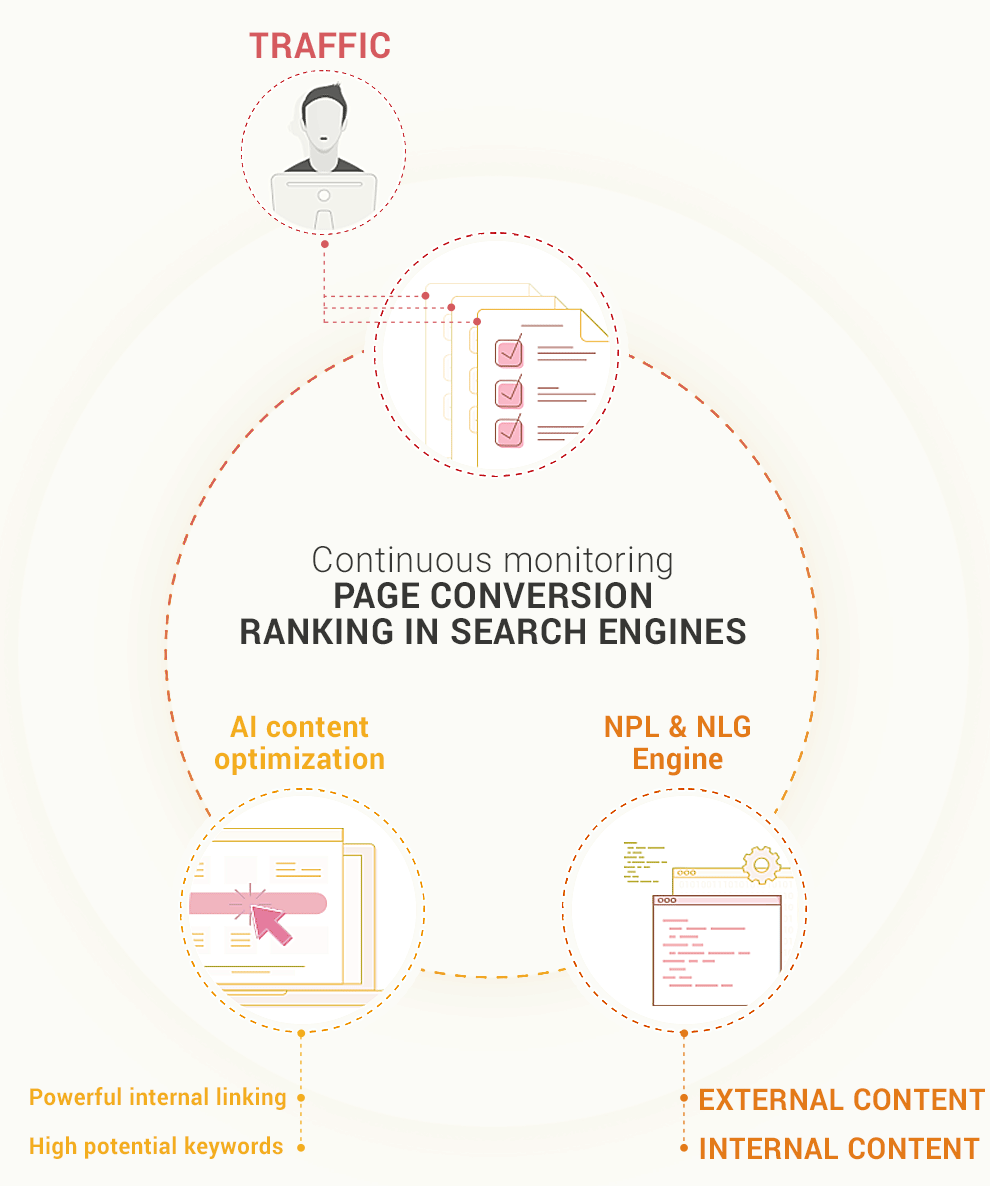 TRAFFIC
Continuous monitoring
PAGE CONVERSION
RANKING IN SEARCH ENGINES
AI content
optimization
NPL & NLG
Engine
Powerful internal linking
High potential keywords
EXTERNAL CONTENT
INTERNAL CONTENT